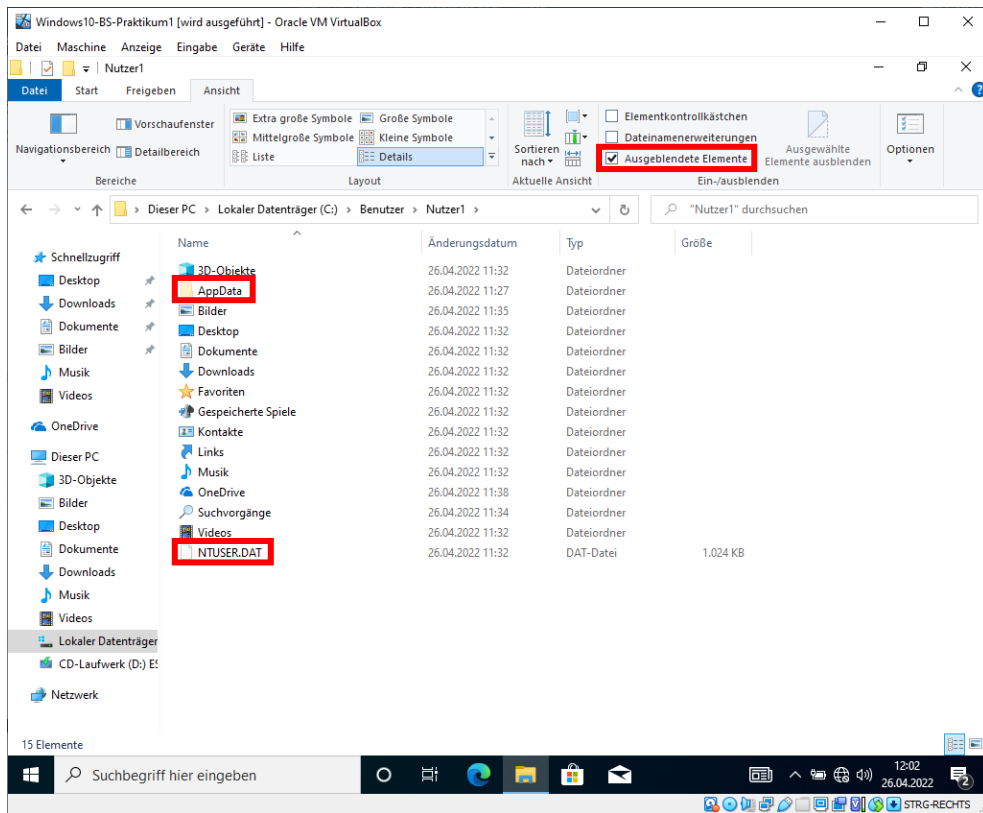 Windows10-BS-Praktikum1 [wird ausgeführt] - Oracle VM VirtualBox
Datei Maschine Anzeige Eingabe Geräte Hilfe
Nutzer1
Datei Start Freigeben Ansicht
Navigationsbereich
Vorschaufenster
Detailbereich
Bereiche
Extra große Symbole Große Symbole
Mittelgroße Symbole Kleine Symbole
Liste Details
Layout
Sortieren
nach
Aktuelle Ansicht
Elementkontrollkästchen
Dateinamenerweiterungen
Ausgeblendete Elemente
Ausgewählte
Elemente ausblenden
Ein-/ausblenden
Optionen
Dieser PC > Lokaler Datenträger (C:) > Benutzer > Nutzer1 >
"Nutzer1" durchsuchen
Schnellzugriff
Desktop
Downloads
Dokumente
Bilder
Musik
Videos
OneDrive
Dieser PC
3D-Objekte
Bilder
Desktop
Dokumente
Downloads
Musik
Videos
Lokaler Datenträger
CD-Laufwerk (D:) ES
Netzwerk
Name Änderungsdatum Typ Größe
3D-Objekte 26.04.2022 11:32 Dateiordner
AppData 26.04.2022 11:27 Dateiordner
Bilder 26.04.2022 11:35 Dateiordner
Desktop 26.04.2022 11:32 Dateiordner
Dokumente 26.04.2022 11:32 Dateiordner
Downloads 26.04.2022 11:32 Dateiordner
Favoriten 26.04.2022 11:32 Dateiordner
Gespeicherte Spiele 26.04.2022 11:32 Dateiordner
Kontakte 26.04.2022 11:32 Dateiordner
Links 26.04.2022 11:32 Dateiordner
Musik 26.04.2022 11:32 Dateiordner
OneDrive 26.04.2022 11:38 Dateiordner
Suchvorgänge 26.04.2022 11:34 Dateiordner
Videos 26.04.2022 11:32 Dateiordner
NTUSER.DAT 26.04.2022 11:32 DAT-Datei 1.024 KB
15 Elemente
Suchbegriff hier eingeben
12:02
26.04.2022
2
STRG-RECHTS